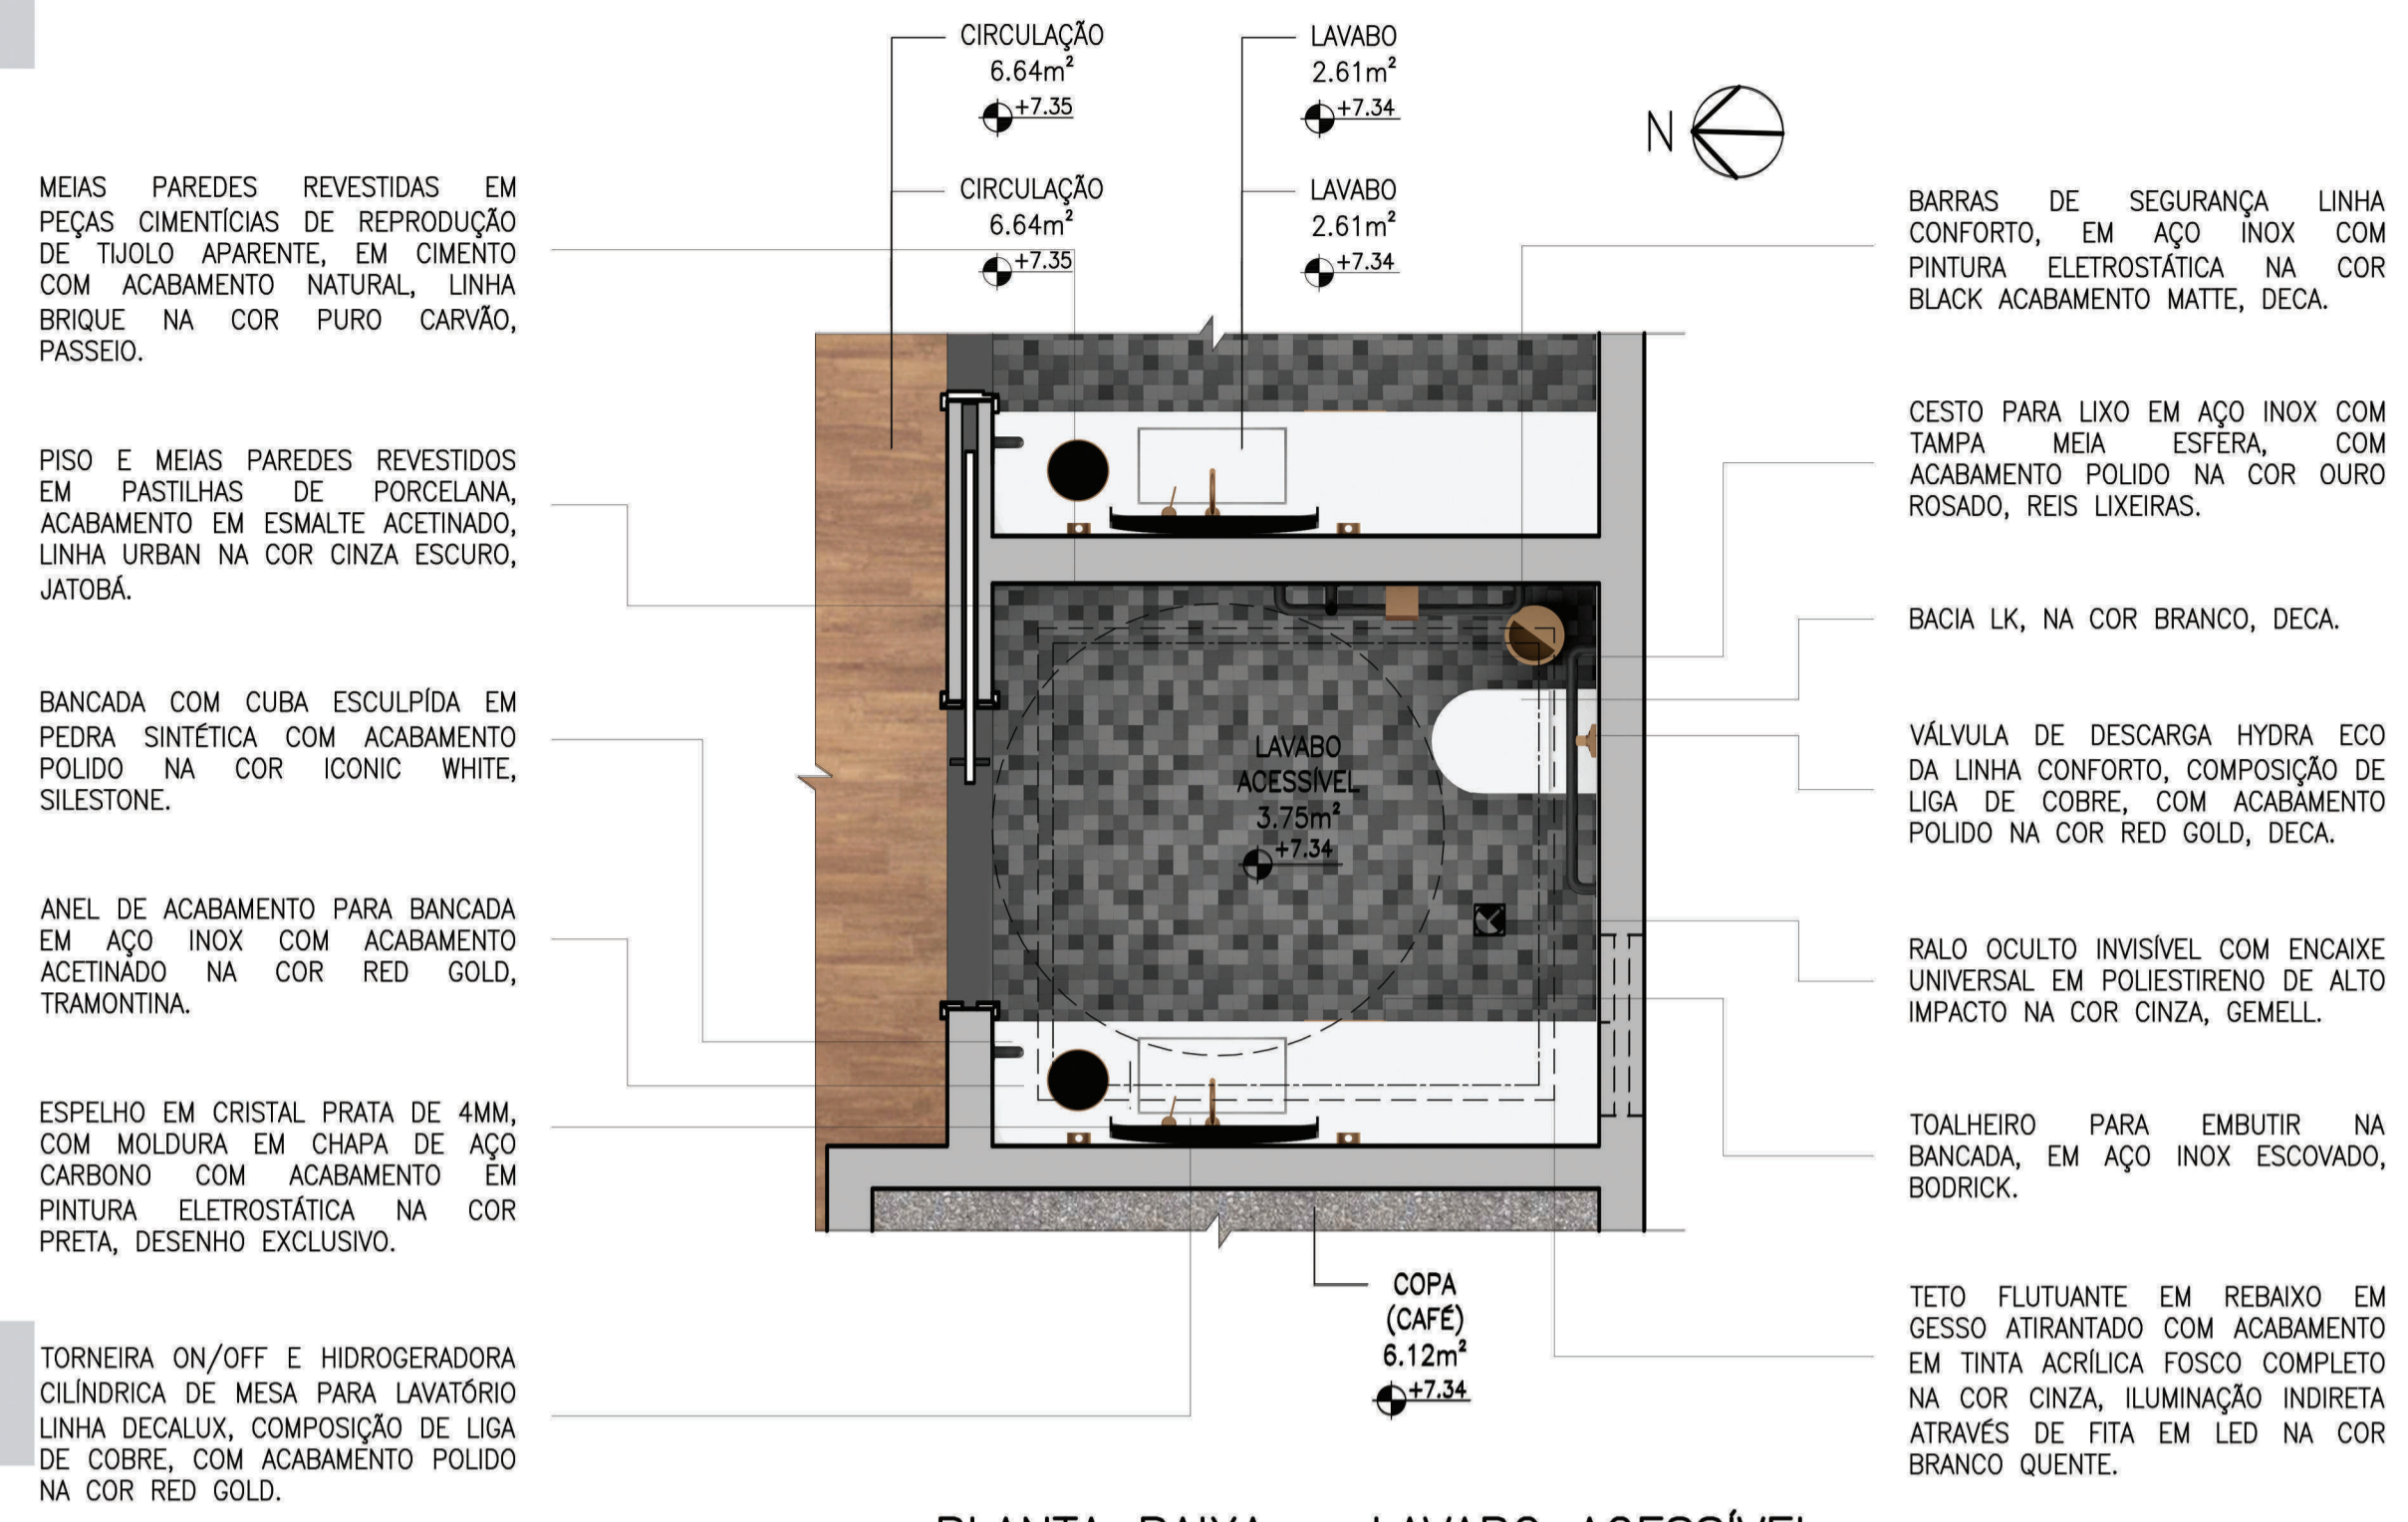 CIRCULAÇÃO
6.64m²
+7.35
LAVABO
2.61m²
+7.34
N
CIRCULAÇÃO
6.64m²
+7.35
LAVABO
2.61m²
+7.34
MEIAS PAREDES REVESTIDAS EM
PEÇAS CIMENTÍCIAS DE REPRODUÇÃO
DE TIJOLO APARENTE, EM CIMENTO
COM ACABAMENTO NATURAL, LINHA
BRIQUE NA COR PURO CARVÃO,
PASSEIO.
PISO E MEIAS PAREDES REVESTIDOS
EM PASTILHAS DE PORCELANA,
ACABAMENTO EM ESMALTE ACETINADO,
LINHA URBAN NA COR CINZA ESCURO,
JATOBÁ.
BANCADA COM CUBA ESCULPÍDA EM
PEDRA SINTÉTICA COM ACABAMENTO
POLIDO NA COR ICONIC WHITE,
SILESTONE.
ANEL DE ACABAMENTO PARA BANCADA
EM AÇO INOX COM ACABAMENTO
ACETINADO NA COR RED GOLD,
TRAMONTINA.
ESPELHO EM CRISTAL PRATA DE 4MM,
COM MOLDURA EM CHAPA DE AÇO
CARBONO COM ACABAMENTO EM
PINTURA ELETROSTÁTICA NA COR
PRETA, DESENHO EXCLUSIVO.
TORNEIRA ON/OFF E HIDROGERADORA
CILÍNDRICA DE MESA PARA LAVATÓRIO
LINHA DECALUX, COMPOSIÇÃO DE LIGA
DE COBRE, COM ACABAMENTO POLIDO
NA COR RED GOLD.
LAVABO
ACESSÍVEL
3.75m²
+7.34
COPA
(CAFÉ)
6.12m²
+7.34
BARRAS DE SEGURANÇA LINHA
CONFORTO, EM AÇO INOX COM
PINTURA ELETROSTÁTICA NA COR
BLACK ACABAMENTO MATTE, DECA.
CESTO PARA LIXO EM AÇO INOX COM
TAMPA MEIA ESFERA, COM
ACABAMENTO POLIDO NA COR OURO
ROSADO, REIS LIXEIRAS.
BACIA LK, NA COR BRANCO, DECA.
VÁLVULA DE DESCARGA HYDRA ECO
DA LINHA CONFORTO, COMPOSIÇÃO DE
LIGA DE COBRE, COM ACABAMENTO
POLIDO NA COR RED GOLD, DECA.
RALO OCULTO INVISÍVEL COM ENCAIXE
UNIVERSAL EM POLIESTIRENO DE ALTO
IMPACTO NA COR CINZA, GEMELL.
TOALHEIRO PARA EMBUTIR NA
BANCADA, EM AÇO INOX ESCOVADO,
BODRICK.
TETO FLUTUANTE EM REBAIXO EM
GESSO ATIRANTADO COM ACABAMENTO
EM TINTA ACRÍLICA FOSCO COMPLETO
NA COR CINZA, ILUMINAÇÃO INDIRETA
ATRAVÉS DE FITA EM LED NA COR
BRANCO QUENTE.
PLANTA BAIXA – LAVABO ACESSÍVEL